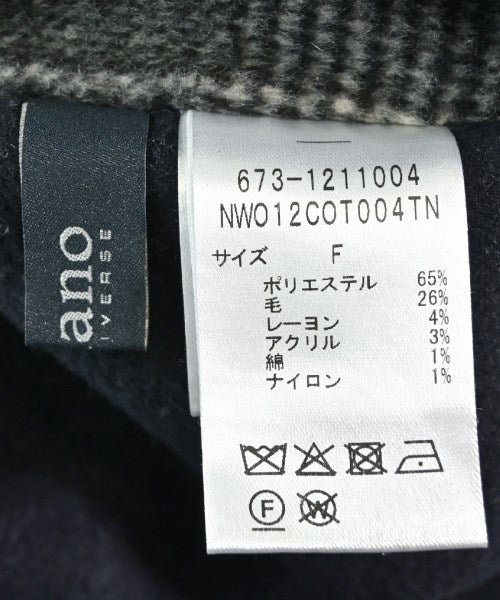 ano
IVERSE
673-1211004
NW012COT004TN
サイズ F
ポリエステル 65%
毛 26%
レーヨン 4%
アクリル 3%
綿 1%
ナイロン 1%
F
W